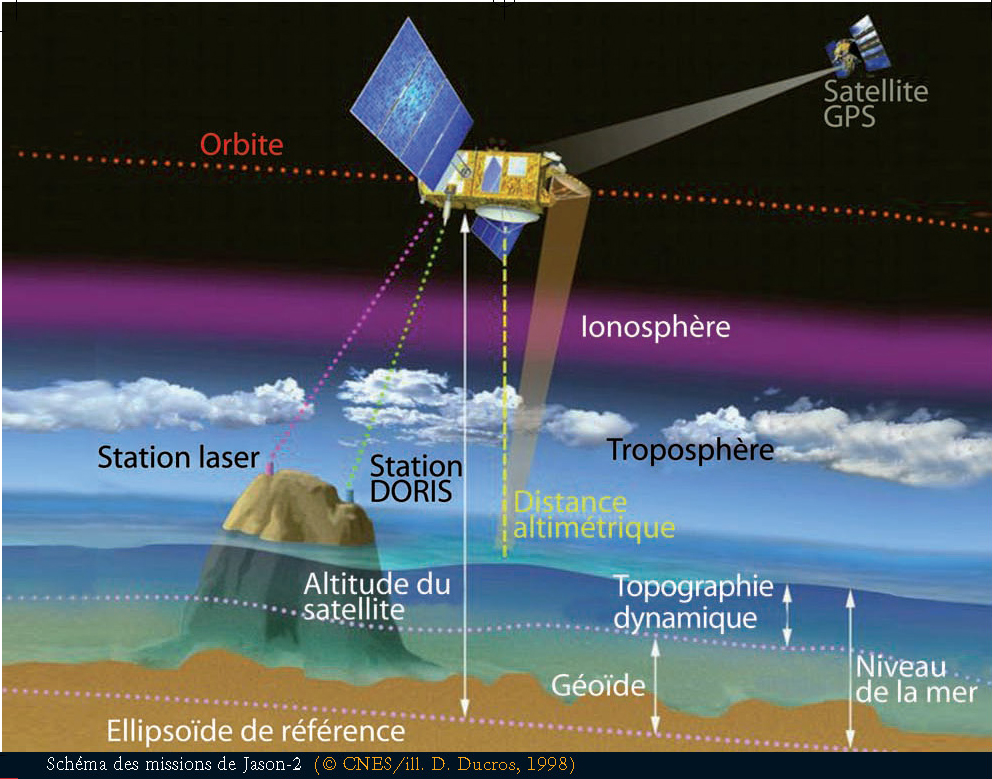 Satellite
GPS
Orbite
Ionosphère
Troposphère
Station laser
Station
DORIS
Distance
altimétrique
Altitude du
satellite
Topographie
dynamique
Géoïde
Niveau
de la mer
Ellipsoïde de référence
Schéma des missions de Jason-2 (© CNES/ill. D. Ducros, 1998)